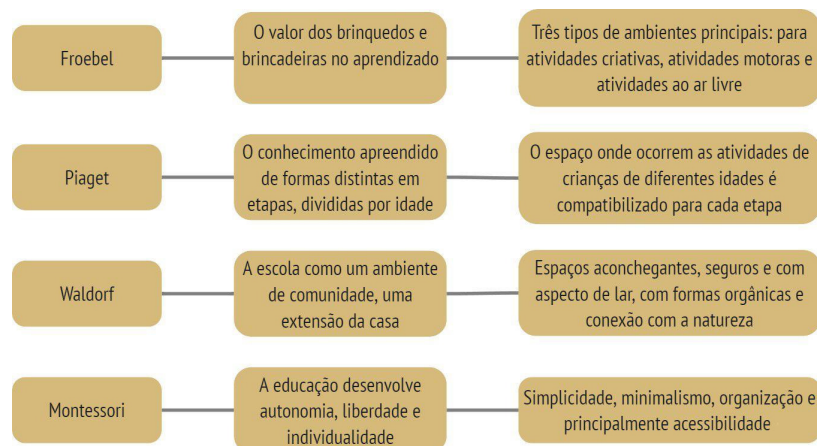 Froebel
O valor dos brinquedos e
brincadeiras no aprendizado
Três tipos de ambientes principais: para
atividades criativas, atividades motoras e
atividades ao ar livre
Piaget
O conhecimento apreendido
de formas distintas em
etapas, divididas por idade
O espaço onde ocorrem as atividades de
crianças de diferentes idades é
compatibilizado para cada etapa
Waldorf
A escola como um ambiente
de comunidade, uma
extensão da casa
Espaços aconchegantes, seguros e com
aspecto de lar, com formas orgânicas e
conexão com a natureza
Montessori
A educação desenvolve
autonomia, liberdade e
individualidade
Simplicidade, minimalismo, organização e
principalmente acessibilidade